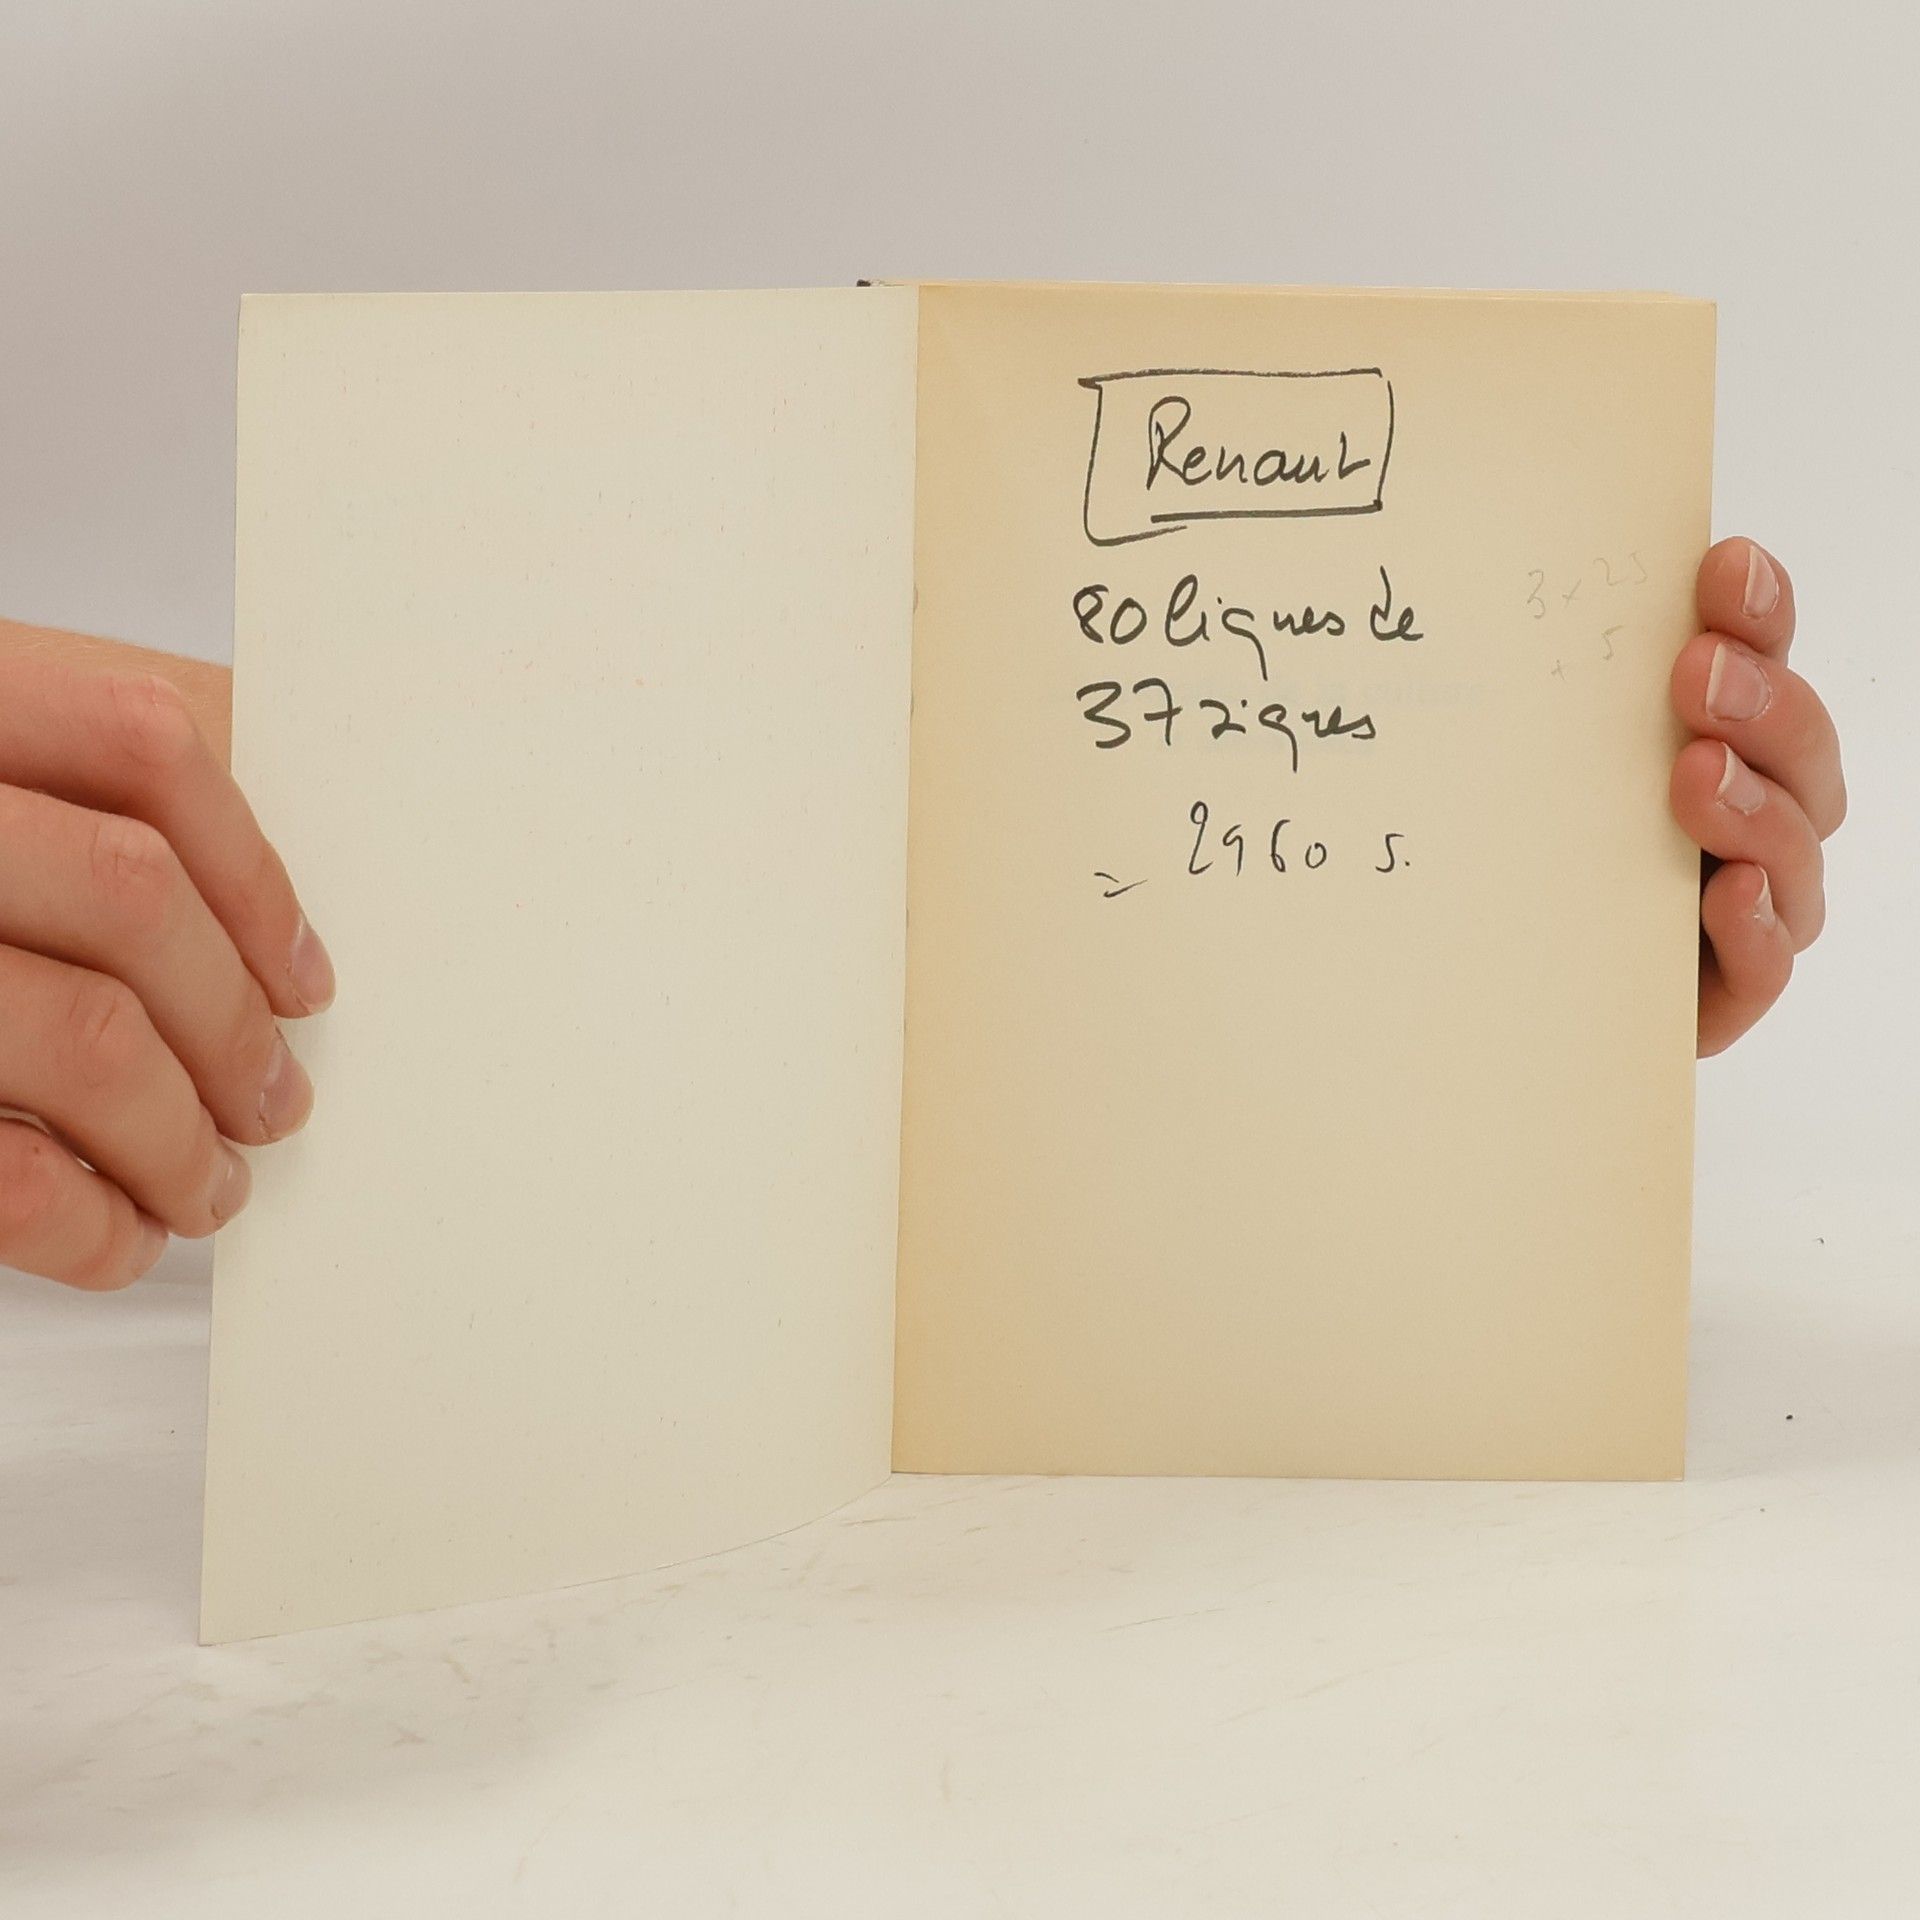 Renaut
80 lignes de
37 signes
= 2960 s.
3 x 25
+ 5